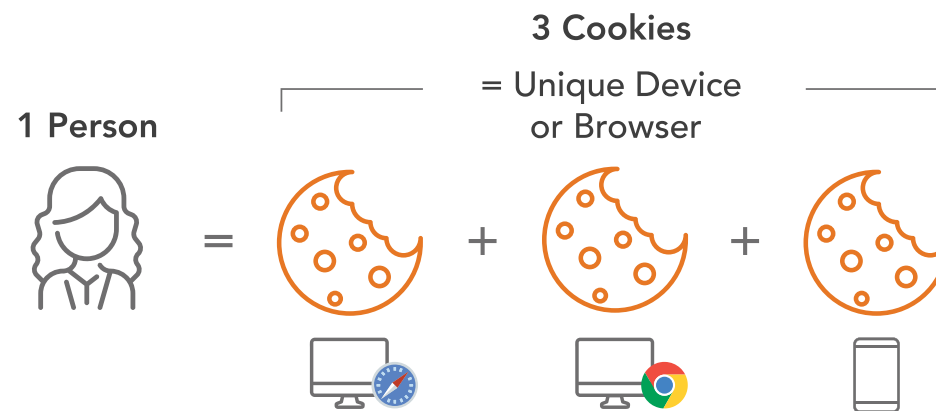 3 Cookies
= Unique Device
or Browser
1 Person
= + +